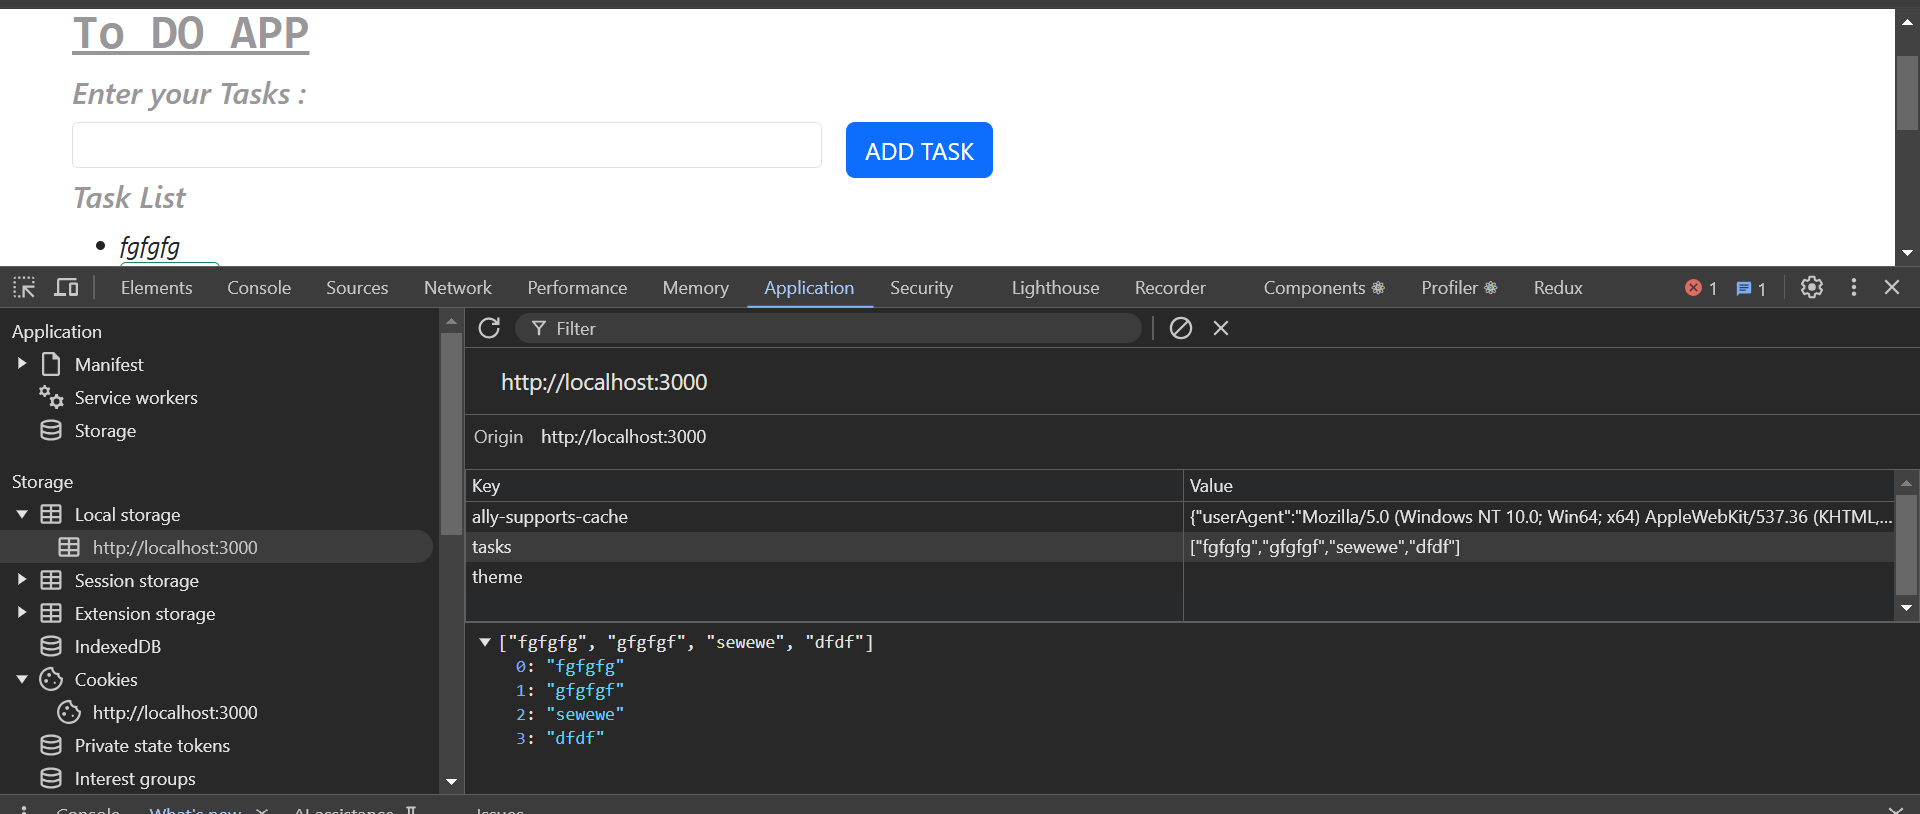 To DO APP
Enter your Tasks :
ADD TASK
Task List
fgfgfg
Elements Console Sources Network Performance Memory Application Security Lighthouse Recorder Components Profiler Redux 1 1
Application
Manifest
Service workers
Storage
Storage
Local storage
http://localhost:3000
Session storage
Extension storage
IndexedDB
Cookies
http://localhost:3000
Private state tokens
Interest groups
Filter
http://localhost:3000
Origin http://localhost:3000
Key Value
ally-supports-cache {"userAgent":"Mozilla/5.0 (Windows NT 10.0; Win64; x64) AppleWebKit/537.36 (KHTML,...
tasks ["fgfgfg","gfgfgf","sewewe","dfdf"]
theme
["fgfgfg", "gfgfgf", "sewewe", "dfdf"]
0: "fgfgfg"
1: "gfgfgf"
2: "sewewe"
3: "dfdf"
Console What's new AI assistance Issues